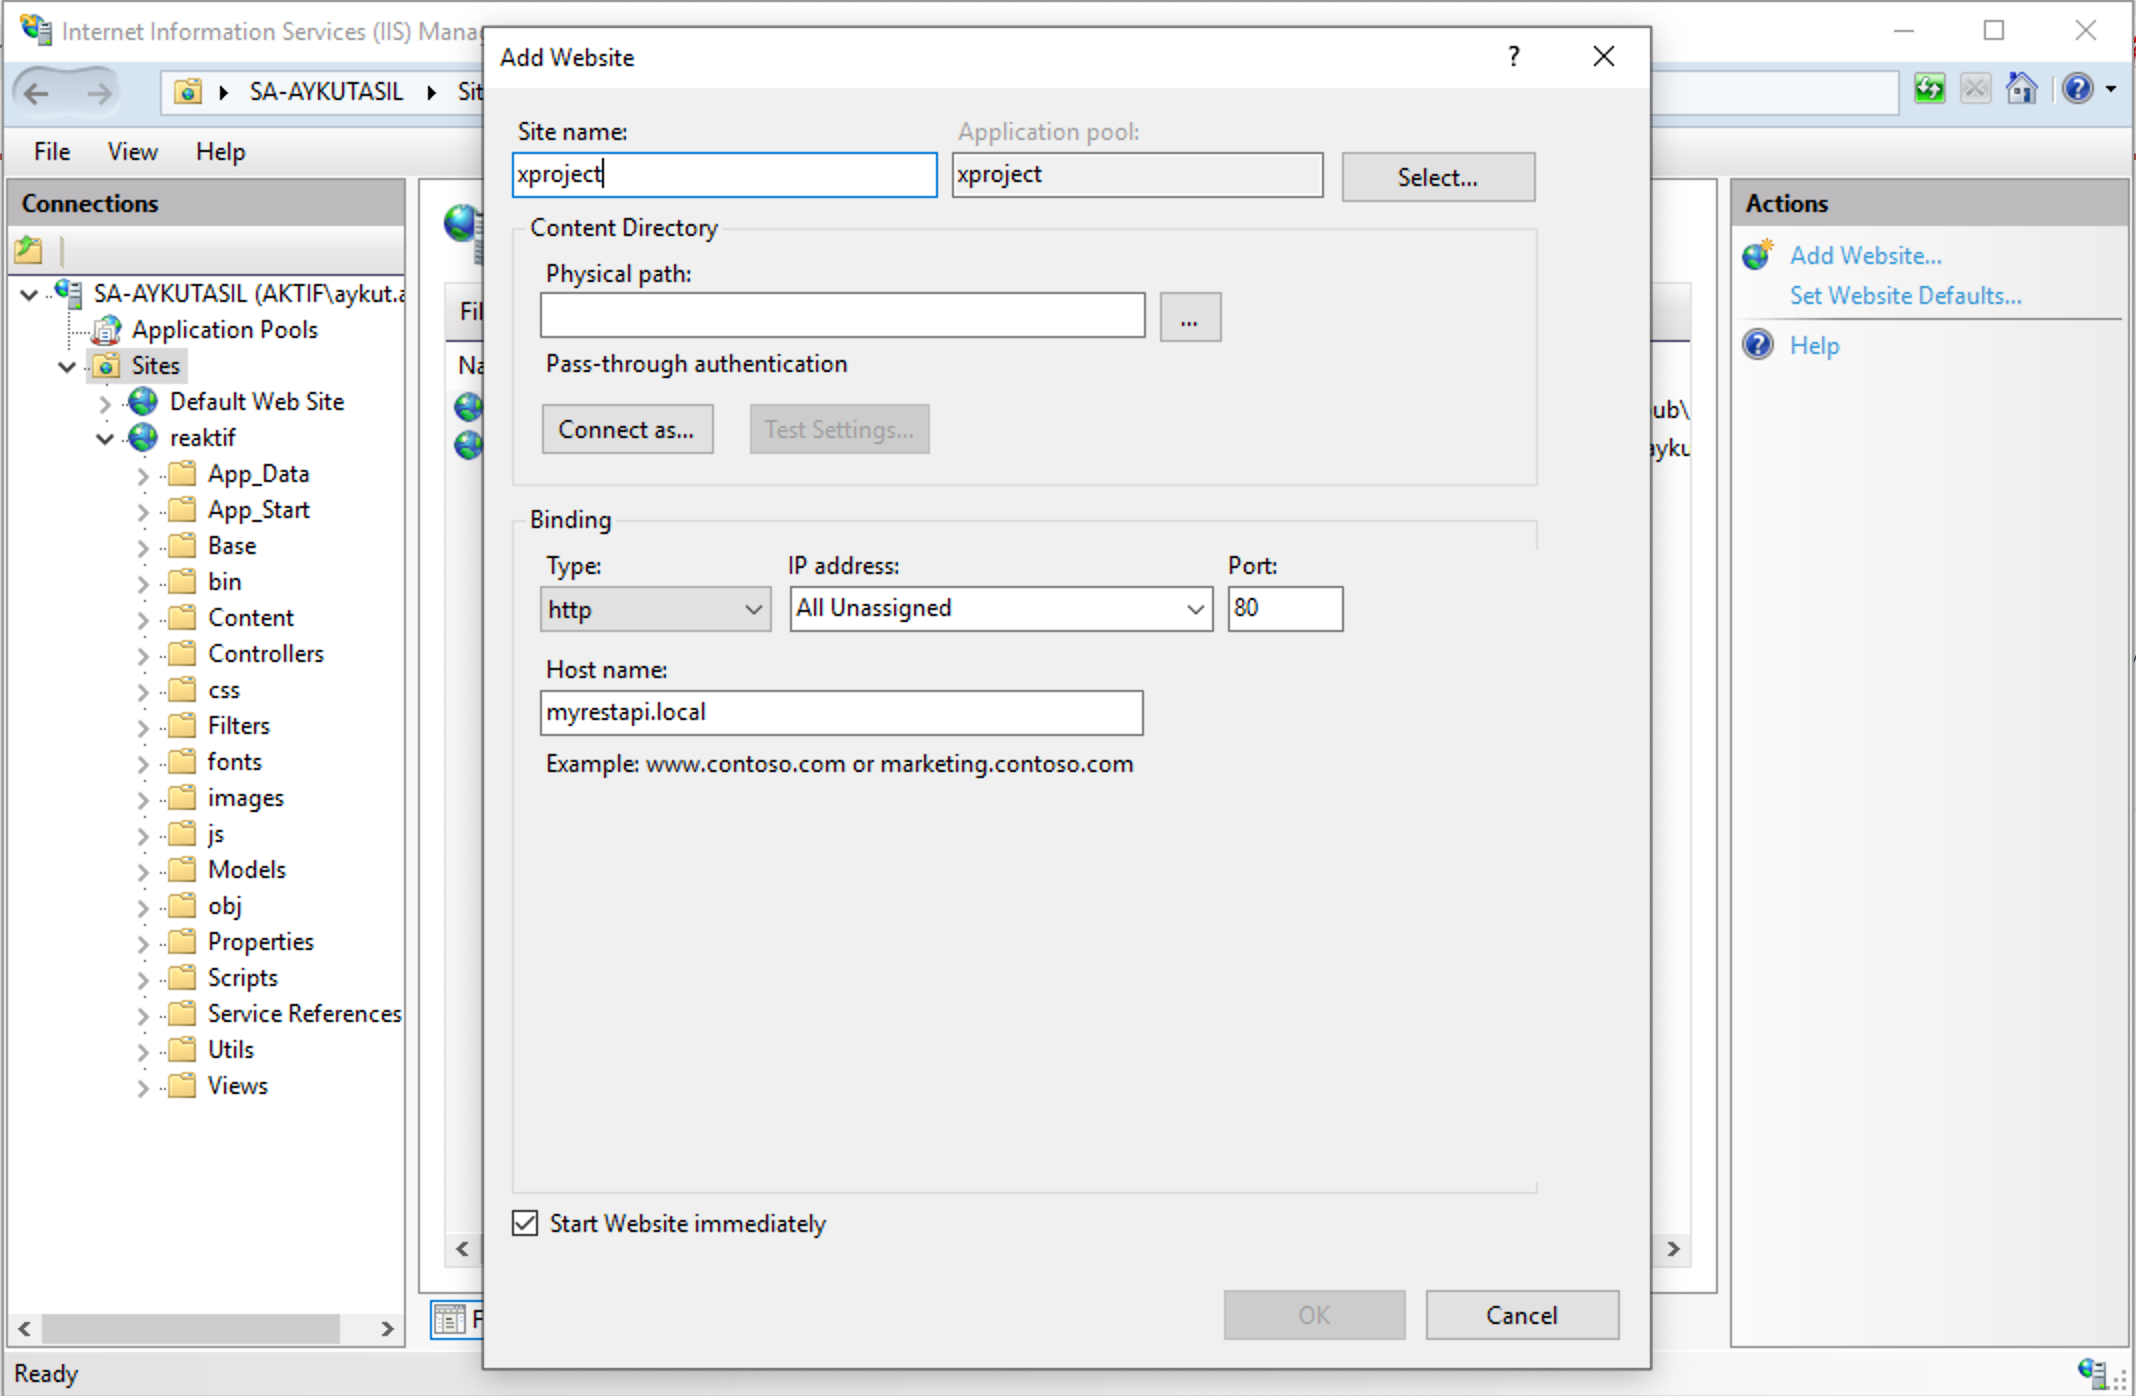 Internet Information Services (IIS) Mana
SA-AYKUTASIL
File View Help
Connections
SA-AYKUTASIL (AKTIF\aykut.a
Application Pools
Sites
Default Web Site
reaktif
App_Data
App_Start
Base
bin
Content
Controllers
css
Filters
fonts
images
js
Models
obj
Properties
Scripts
Service References
Utils
Views
Ready
Add Website
?
Site name:
xproject
Application pool:
xproject
Select...
Content Directory
Physical path:
...
Pass-through authentication
Connect as...
Test Settings...
Binding
Type:
http
IP address:
All Unassigned
Port:
80
Host name:
myrestapi.local
Example: www.contoso.com or marketing.contoso.com
Start Website immediately
OK
Cancel
Actions
Add Website...
Set Website Defaults...
Help